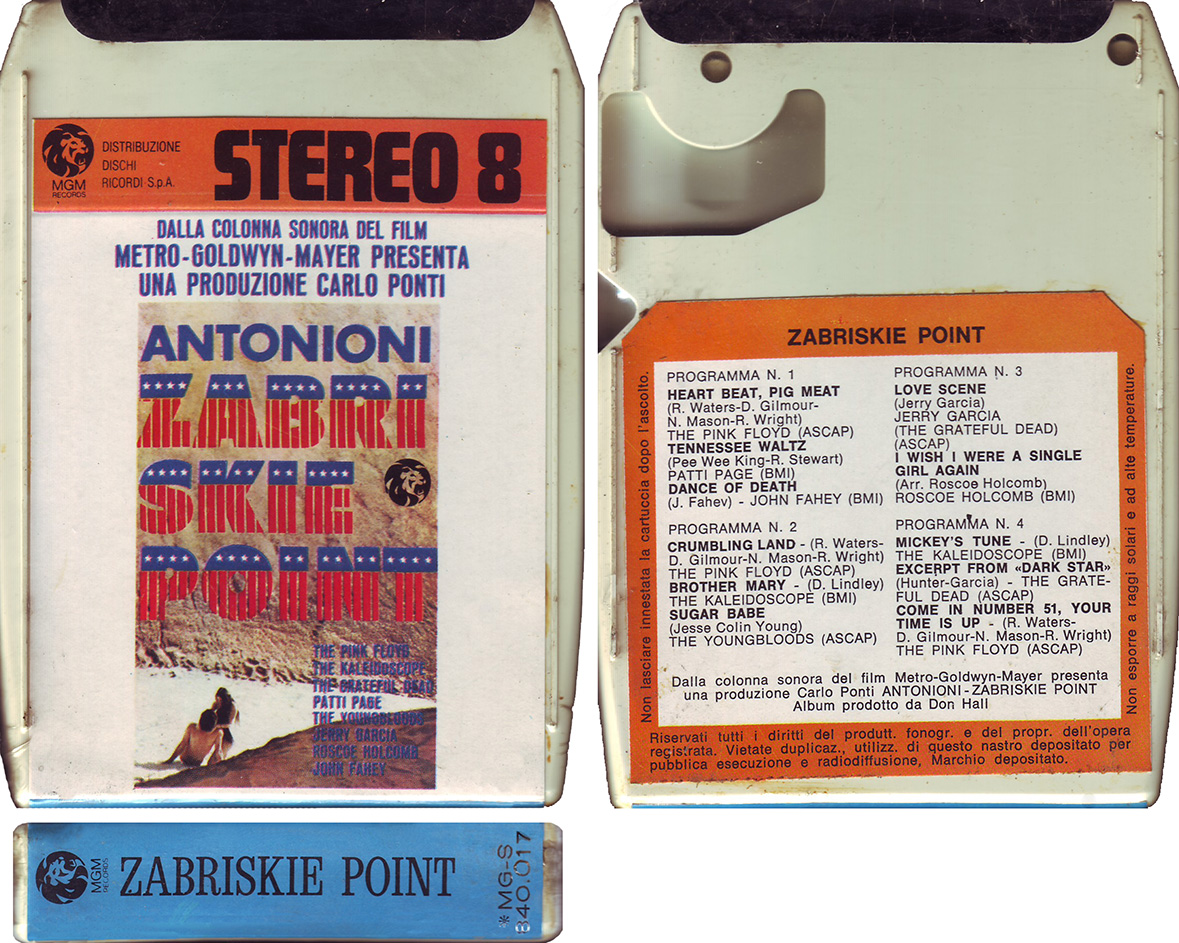 MGM
RECORDS
DISTRIBUZIONE
DISCHI
RICORDI S.p.A.
STEREO 8
DALLA COLONNA SONORA DEL FILM
METRO-GOLDWYN-MAYER PRESENTA
UNA PRODUZIONE CARLO PONTI
ANTONIONI
ZABRI
SKIE
POINT
THE PINK FLOYD
THE KALEIDOSCOPE
THE GRATEFUL DEAD
PATTI PAGE
THE YOUNGBLOODS
JERRY GARCIA
ROSCOE HOLCOMB
JOHN FAHEY
ZABRISKIE POINT
Non lasciare innestata la cartuccia dopo l'ascolto.
PROGRAMMA N. 1
HEART BEAT, PIG MEAT
(R. Waters-D. Gilmour-
N. Mason-R. Wright)
THE PINK FLOYD (ASCAP)
TENNESSEE WALTZ
(Pee Wee King-R. Stewart)
PATTI PAGE (BMI)
DANCE OF DEATH
(J. Fahev) - JOHN FAHEY (BMI)
PROGRAMMA N. 2
CRUMBLING LAND - (R. Waters-
D. Gilmour-N. Mason-R. Wright)
THE PINK FLOYD (ASCAP)
BROTHER MARY - (D. Lindley)
THE KALEIDOSCOPE (BMI)
SUGAR BABE
(Jesse Colin Young)
THE YOUNGBLOODS (ASCAP)
PROGRAMMA N. 3
LOVE SCENE
(Jerry Garcia)
JERRY GARCIA
(THE GRATEFUL DEAD)
(ASCAP)
I WISH I WERE A SINGLE
GIRL AGAIN
(Arr. Roscoe Holcomb)
ROSCOE HOLCOMB (BMI)
PROGRAMMA N. 4
MICKEY'S TUNE - (D. Lindley)
THE KALEIDOSCOPE (BMI)
EXCERPT FROM «DARK STAR»
(Hunter-Garcia) - THE GRATE-
FUL DEAD (ASCAP)
COME IN NUMBER 51, YOUR
TIME IS UP - (R. Waters-
D. Gilmour-N. Mason-R. Wright)
THE PINK FLOYD (ASCAP)
Non esporre a raggi solari e ad alte temperature.
Dalla colonna sonora del film Metro-Goldwyn-Mayer presenta
una produzione Carlo Ponti ANTONIONI-ZABRISKIE POINT
Album prodotto da Don Hall
Riservati tutti i diritti del produtt. fonogr. e del propr. dell'opera
registrata. Vietate duplicaz., utilizz. di questo nastro depositato per
pubblica esecuzione e radiodiffusione, Marchio depositato.
MGM
RECORDS
ZABRISKIE POINT
*MG-S
840.017